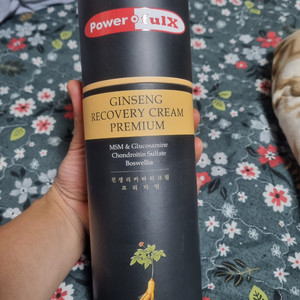 Power OfulX
GINSENG
RECOVERY CREAM
PREMIUM
MSM & Glucosamine
Chondroitin Sulfate
Boswellia
진생리커버리크림
프리미엄